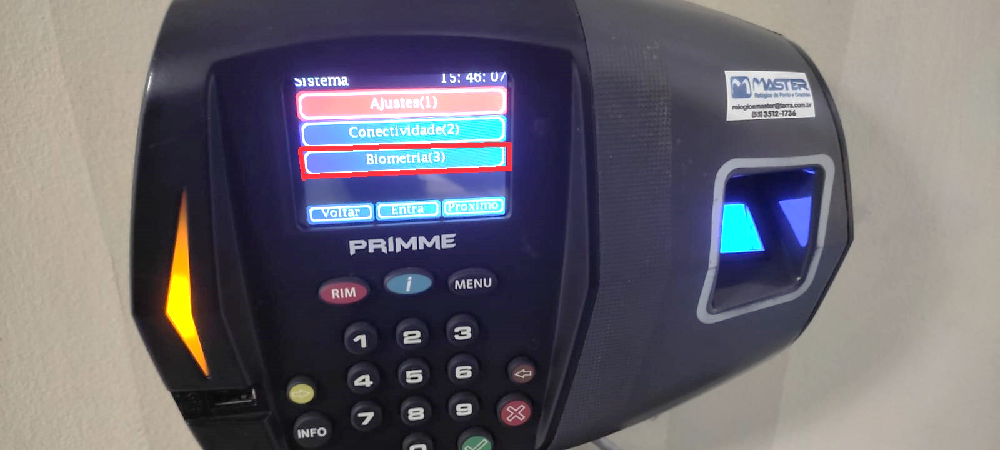 Sistema 15: 46: 07
Ajustes(1)
Conectividade(2)
Biometria(3)
Voltar Entra Proximo
PRIMME
RIM i MENU
1 2 3
4 5 6
7 8 9
INFO
MASTER
Relógios de Ponto e Crachás
relogiosmaster@terra.com.br
(55) 3512-1736